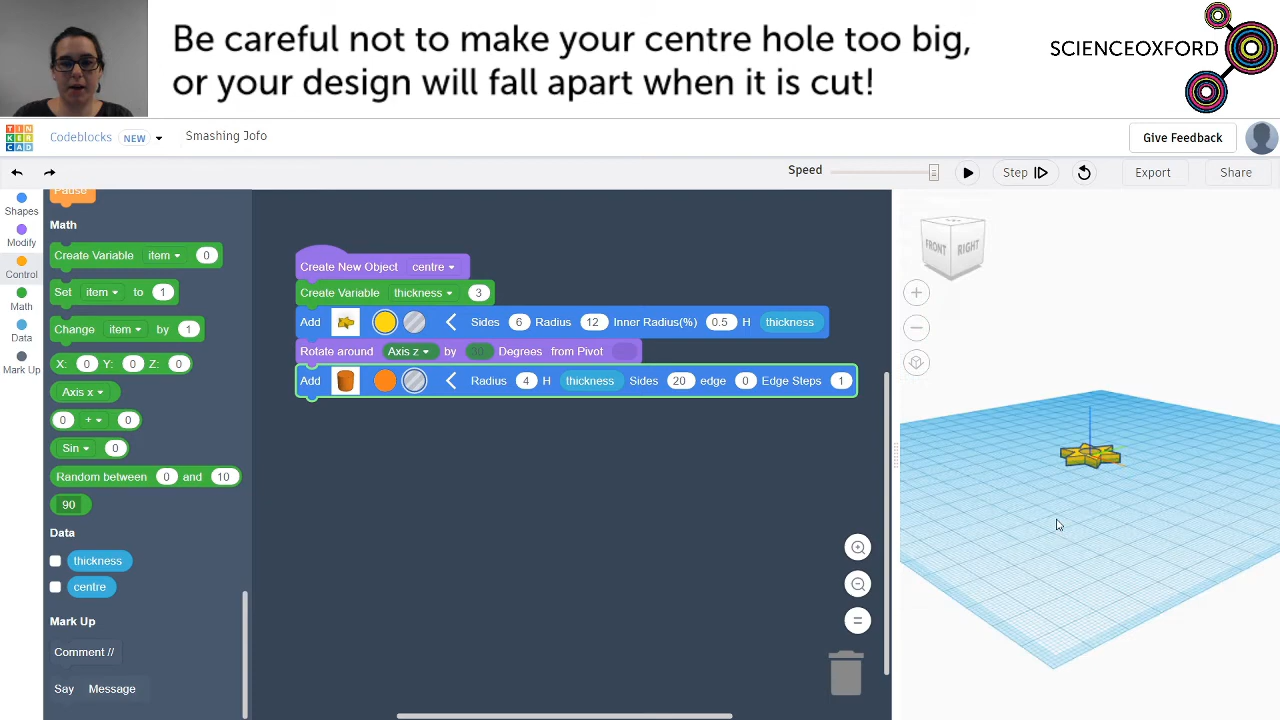 Be careful not to make your centre hole too big,
or your design will fall apart when it is cut!
SCIENCEOXFORD
TIN
KER
CAD
Codeblocks NEW
Smashing Jofo
Give Feedback
Speed
Step
Export
Share
Shapes
Modify
Control
Math
Data
Mark Up
Pause
Math
Create Variable item 0
Set item to 1
Change item by 1
X: 0 Y: 0 Z: 0
Axis x
0 + 0
Sin 0
Random between 0 and 10
90
Data
thickness
centre
Mark Up
Comment //
Say Message
Create New Object centre
Create Variable thickness 3
Add Sides 6 Radius 12 Inner Radius(%) 0.5 H thickness
Rotate around Axis z by 30 Degrees from Pivot
Add Radius 4 H thickness Sides 20 edge 0 Edge Steps 1
FRONT
RIGHT